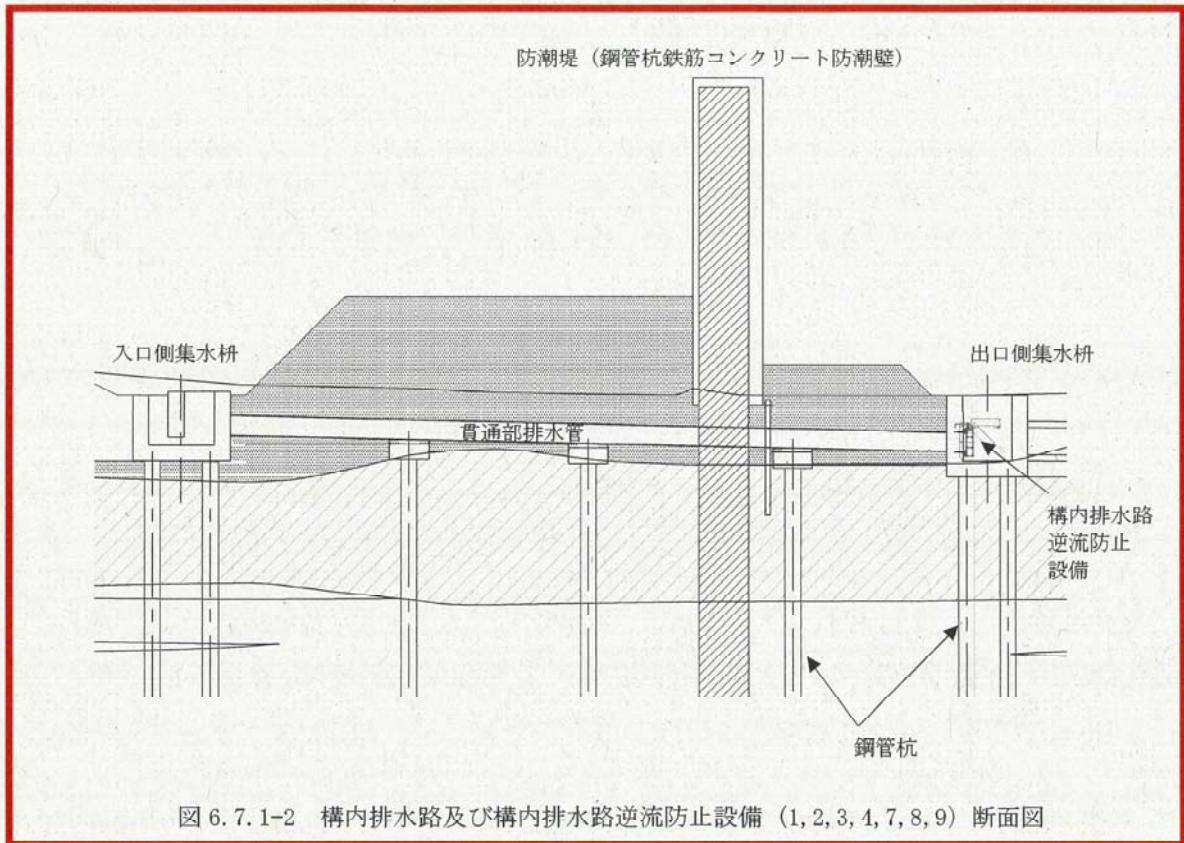 防潮堤（鋼管杭鉄筋コンクリート防潮壁）
入口側集水枡
出口側集水枡
貫通部排水管
構内排水路
逆流防止
設備
鋼管杭
図 6.7.1-2 構内排水路及び構内排水路逆流防止設備（1,2,3,4,7,8,9）断面図